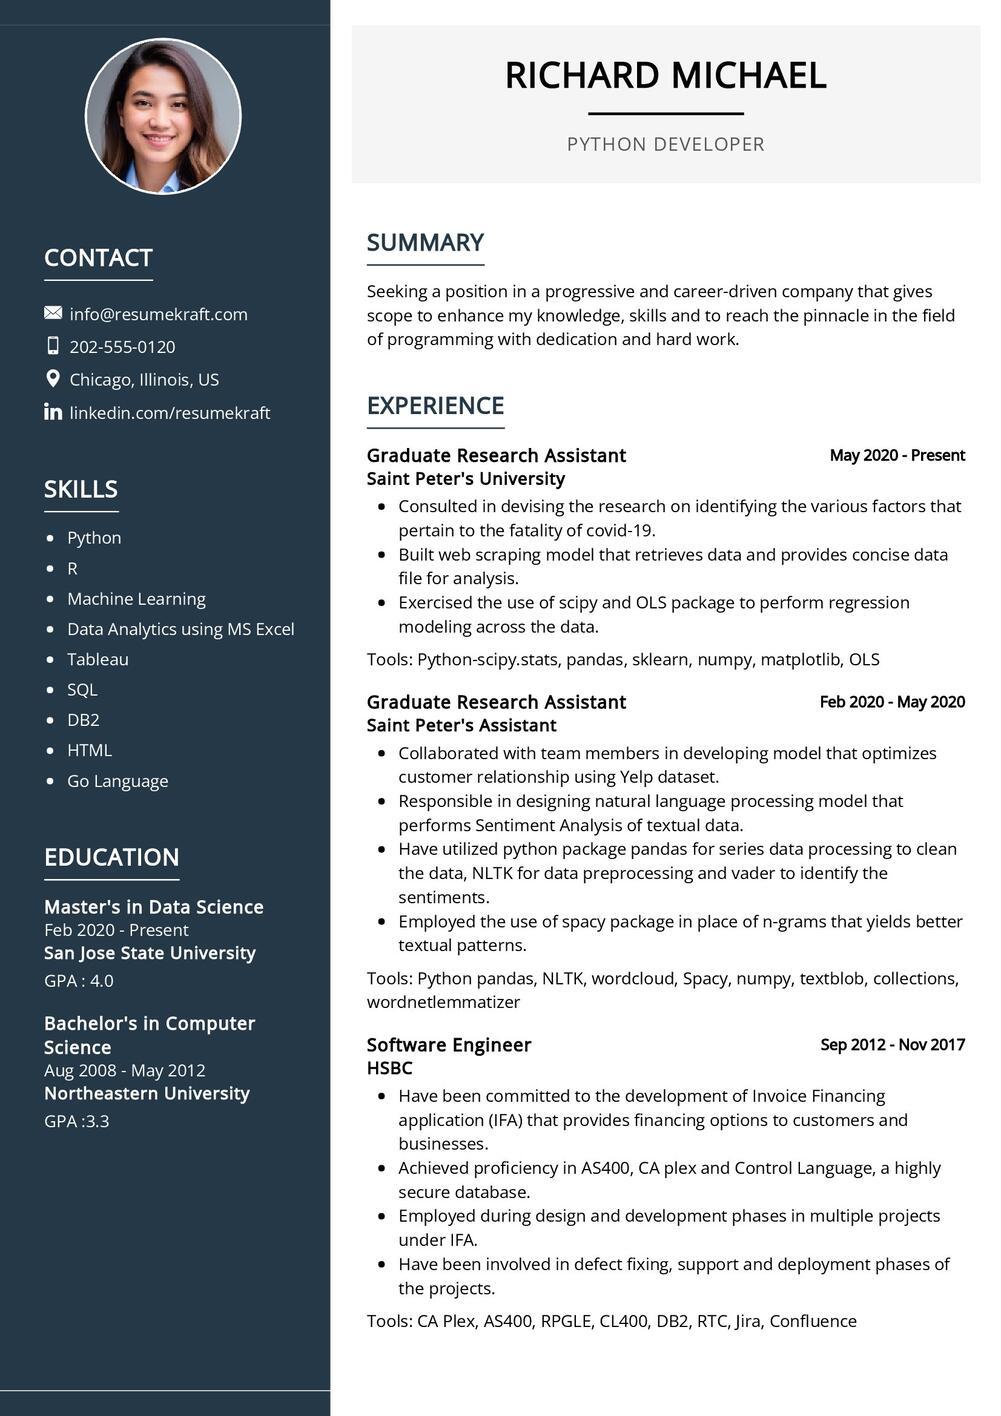 RICHARD MICHAEL
PYTHON DEVELOPER
CONTACT
info@resumekraft.com
202-555-0120
Chicago, Illinois, US
linkedin.com/resumekraft
SKILLS
Python
R
Machine Learning
Data Analytics using MS Excel
Tableau
SQL
DB2
HTML
Go Language
EDUCATION
Master's in Data Science
Feb 2020 - Present
San Jose State University
GPA : 4.0
Bachelor's in Computer
Science
Aug 2008 - May 2012
Northeastern University
GPA :3.3
SUMMARY
Seeking a position in a progressive and career-driven company that gives
scope to enhance my knowledge, skills and to reach the pinnacle in the field
of programming with dedication and hard work.
EXPERIENCE
Graduate Research Assistant May 2020 - Present
Saint Peter's University
Consulted in devising the research on identifying the various factors that
pertain to the fatality of covid-19.
Built web scraping model that retrieves data and provides concise data
file for analysis.
Exercised the use of scipy and OLS package to perform regression
modeling across the data.
Tools: Python-scipy.stats, pandas, sklearn, numpy, matplotlib, OLS
Graduate Research Assistant Feb 2020 - May 2020
Saint Peter's Assistant
Collaborated with team members in developing model that optimizes
customer relationship using Yelp dataset.
Responsible in designing natural language processing model that
performs Sentiment Analysis of textual data.
Have utilized python package pandas for series data processing to clean
the data, NLTK for data preprocessing and vader to identify the
sentiments.
Employed the use of spacy package in place of n-grams that yields better
textual patterns.
Tools: Python pandas, NLTK, wordcloud, Spacy, numpy, textblob, collections,
wordnetlemmatizer
Software Engineer Sep 2012 - Nov 2017
HSBC
Have been committed to the development of Invoice Financing
application (IFA) that provides financing options to customers and
businesses.
Achieved proficiency in AS400, CA plex and Control Language, a highly
secure database.
Employed during design and development phases in multiple projects
under IFA.
Have been involved in defect fixing, support and deployment phases of
the projects.
Tools: CA Plex, AS400, RPGLE, CL400, DB2, RTC, Jira, Confluence